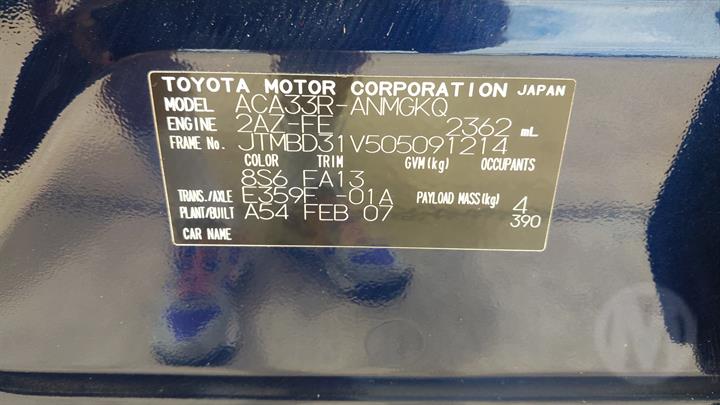 TOYOTA MOTOR CORPORATION JAPAN
MODEL ACA33R-ANMGKQ
ENGINE 2AZ-FE 2362 mL
FRAME No. JTMBD31V505091214
COLOR TRIM GVM(kg) OCCUPANTS
8S6 FA13
TRANS./AXLE E359F -01A PAYLOAD MASS(kg) 4
PLANT/BUILT A54 FEB 07 390
CAR NAME
M